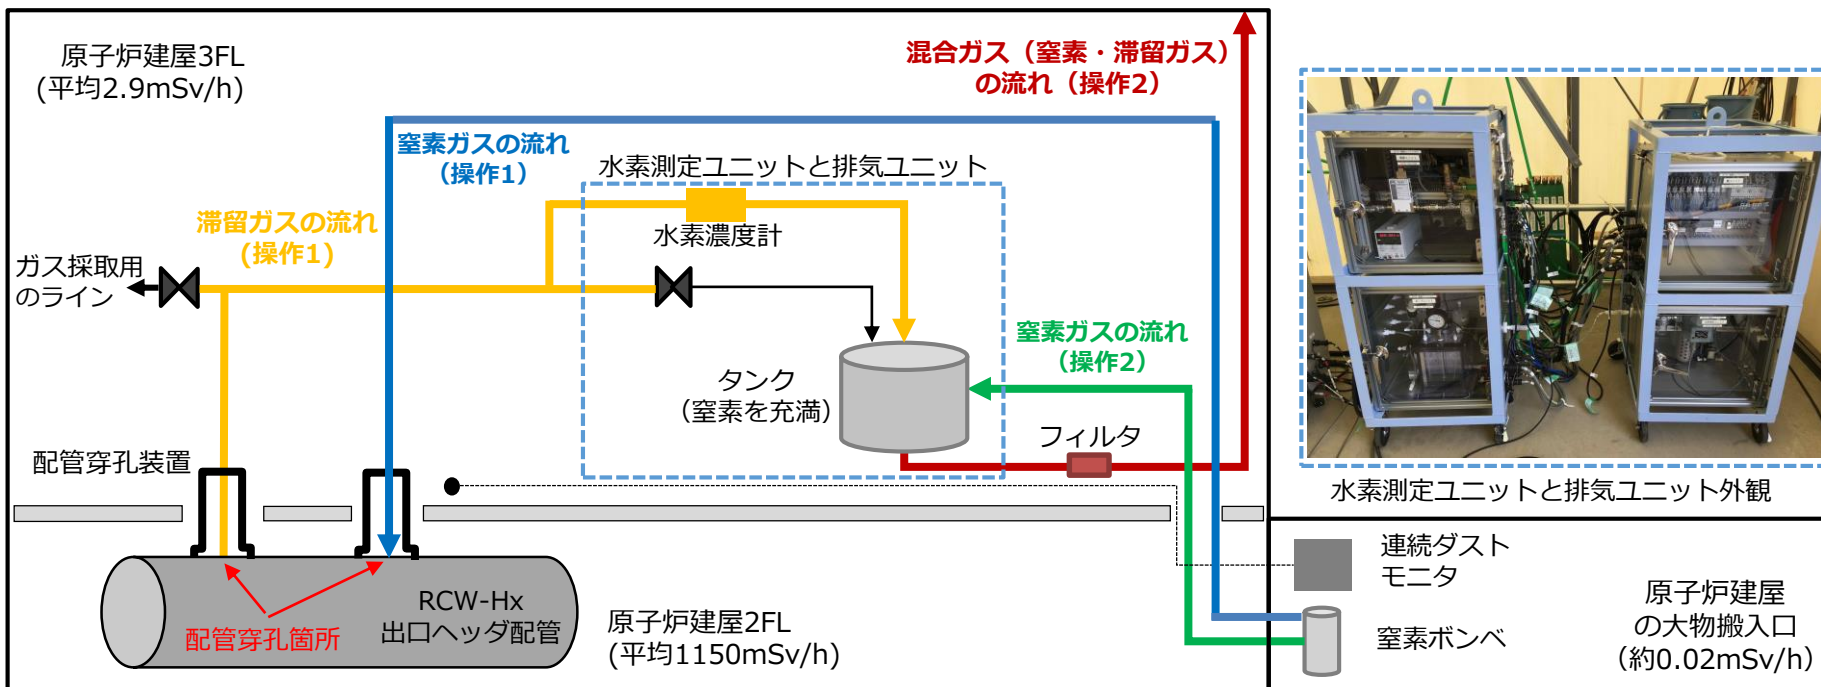 原子炉建屋3FL
(平均2.9mSv/h)
混合ガス（窒素・滞留ガス）
の流れ（操作2）
窒素ガスの流れ
（操作1）
水素測定ユニットと排気ユニット
滞留ガスの流れ
(操作1)
水素濃度計
ガス採取用
のライン
窒素ガスの流れ
（操作2）
タンク
（窒素を充満）
フィルタ
配管穿孔装置
水素測定ユニットと排気ユニット外観
RCW-Hx
出口ヘッダ配管
配管穿孔箇所
原子炉建屋2FL
(平均1150mSv/h)
連続ダスト
モニタ
窒素ボンベ
原子炉建屋
の大物搬入口
（約0.02mSv/h）